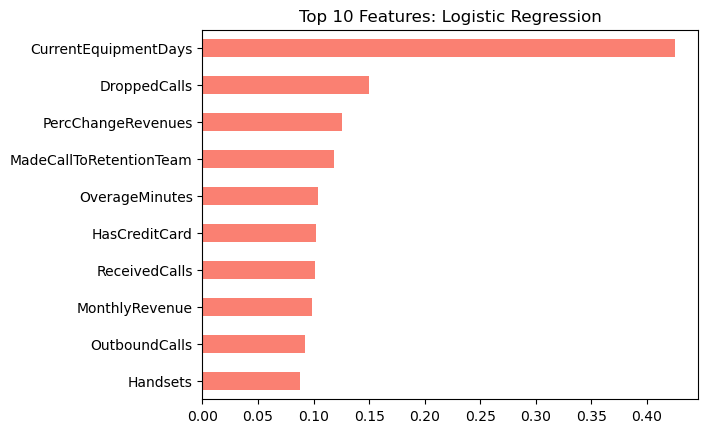 Top 10 Features: Logistic Regression
CurrentEquipmentDays
DroppedCalls
PercChangeRevenues
MadeCallToRetentionTeam
OverageMinutes
HasCreditCard
ReceivedCalls
MonthlyRevenue
OutboundCalls
Handsets
0.00 0.05 0.10 0.15 0.20 0.25 0.30 0.35 0.40